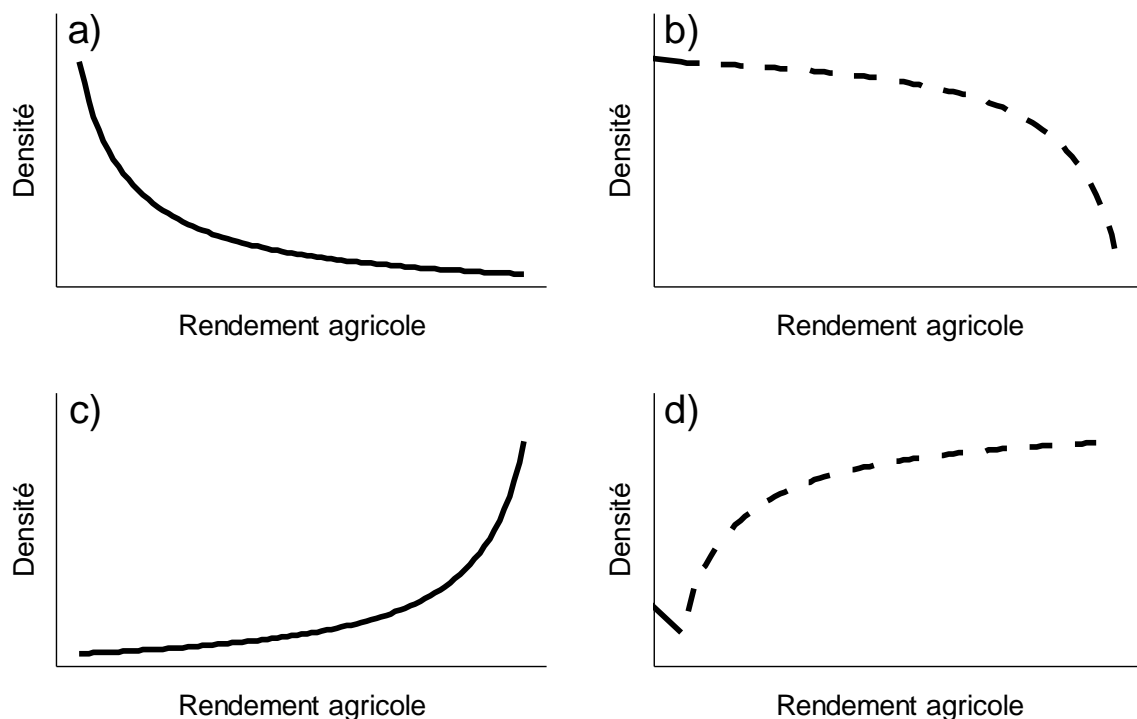 a)
Densité
Rendement agricole
b)
Densité
Rendement agricole
c)
Densité
Rendement agricole
d)
Densité
Rendement agricole